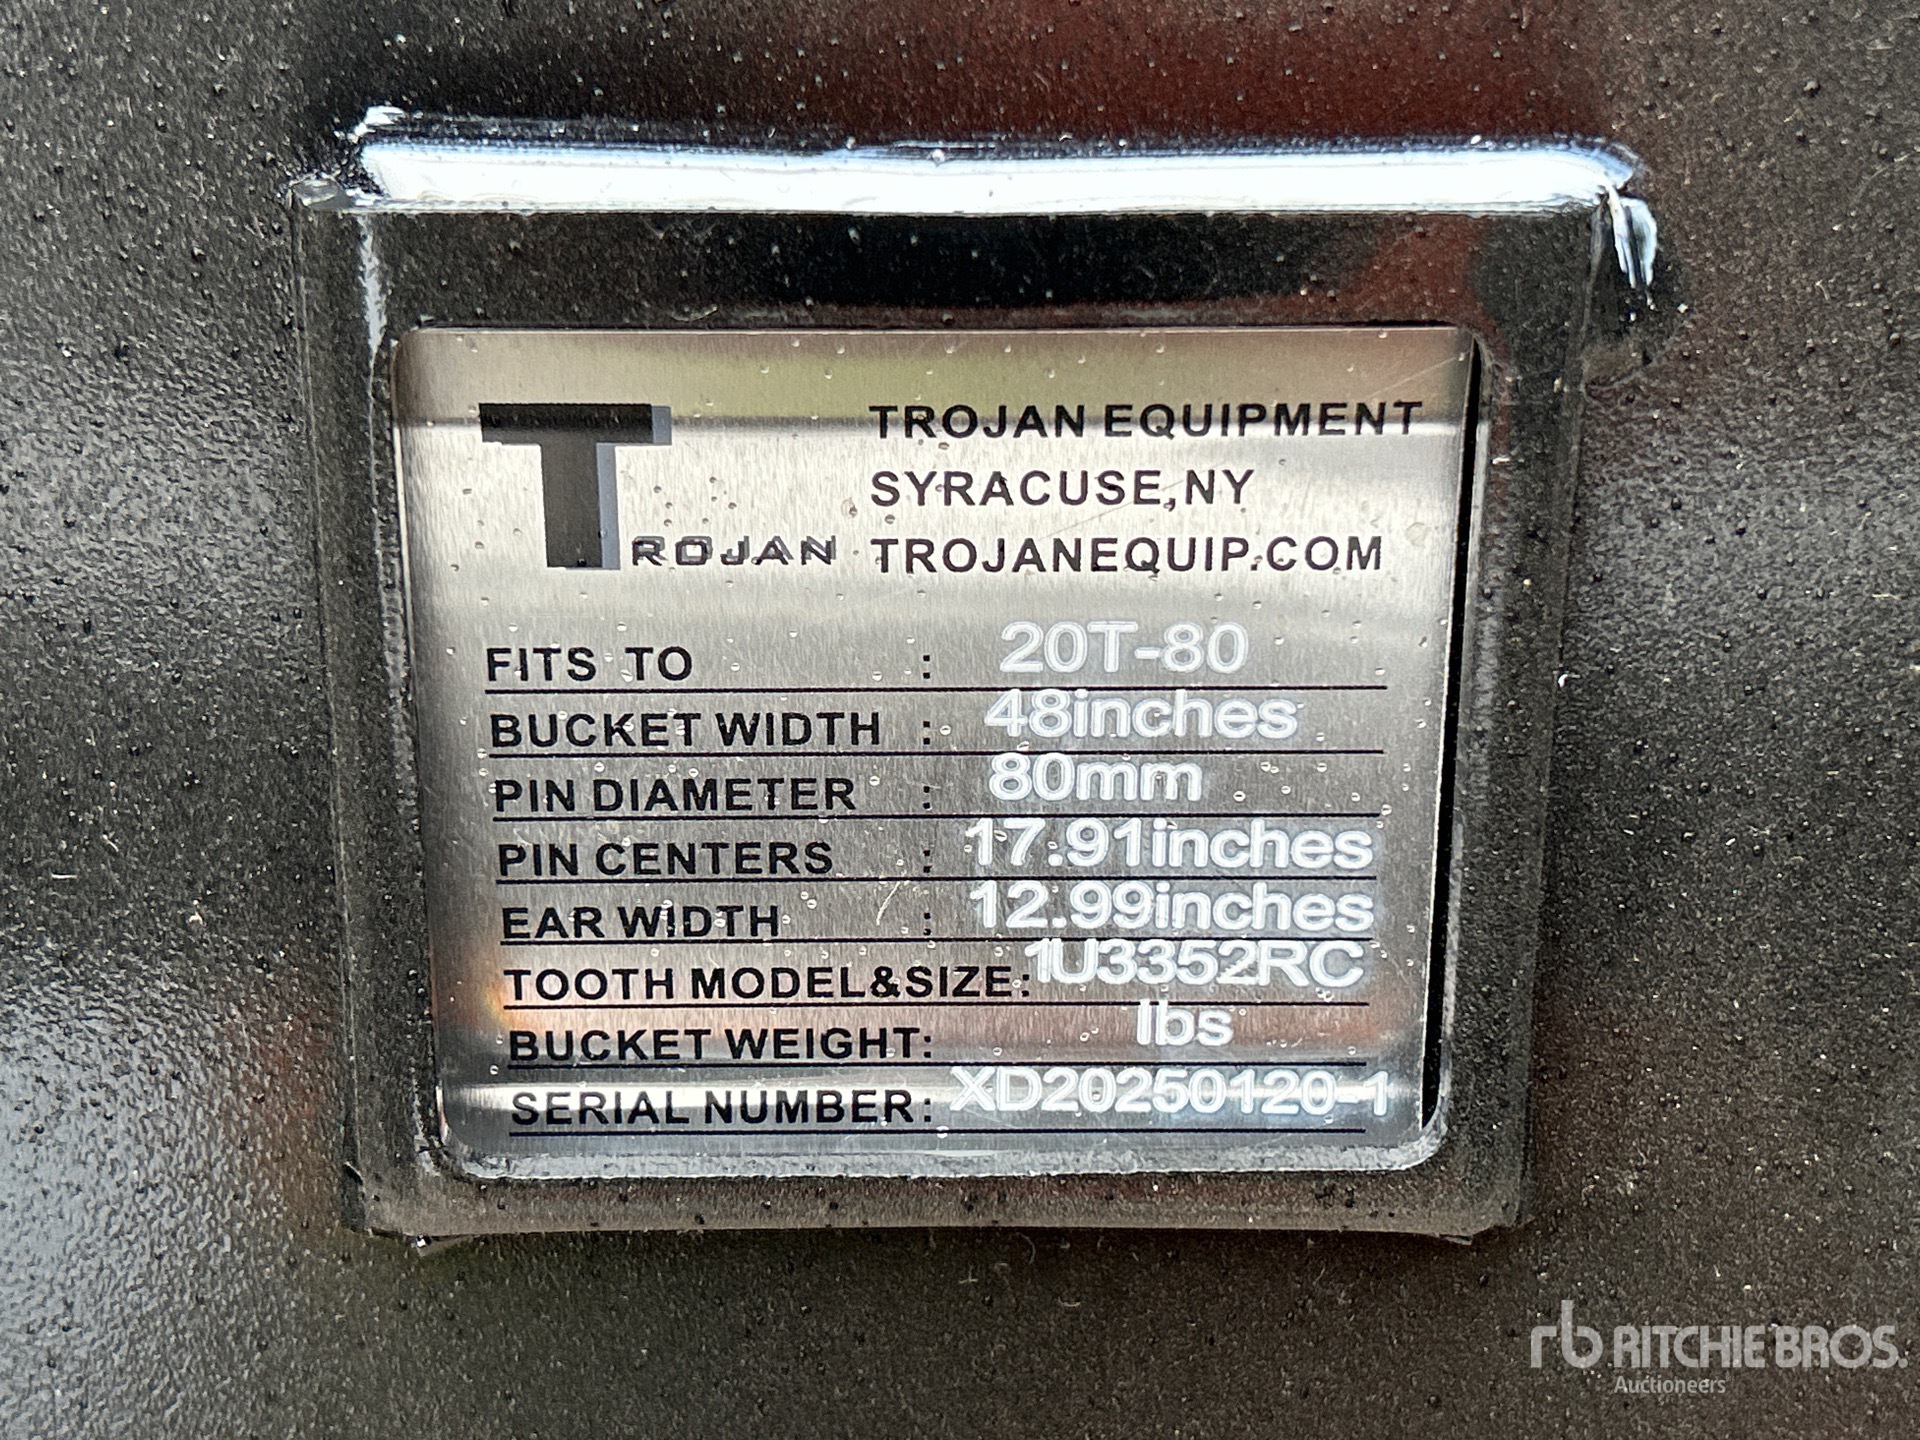 TROJAN
TROJAN EQUIPMENT
SYRACUSE,NY
TROJANEQUIP.COM
FITS TO : 20T-80
BUCKET WIDTH : 48inches
PIN DIAMETER : 80mm
PIN CENTERS : 17.91inches
EAR WIDTH : 12.99inches
TOOTH MODEL&SIZE: 1U3352RC
BUCKET WEIGHT: lbs
SERIAL NUMBER: XD20250120-1
rb RITCHIE BROS.
Auctioneers